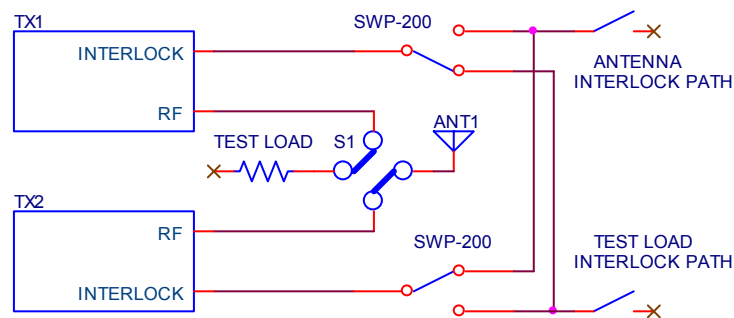 TX1
SWP-200
INTERLOCK
ANTENNA
INTERLOCK PATH
RF
TEST LOAD
S1
ANT1
TX2
RF
SWP-200
TEST LOAD
INTERLOCK PATH
INTERLOCK